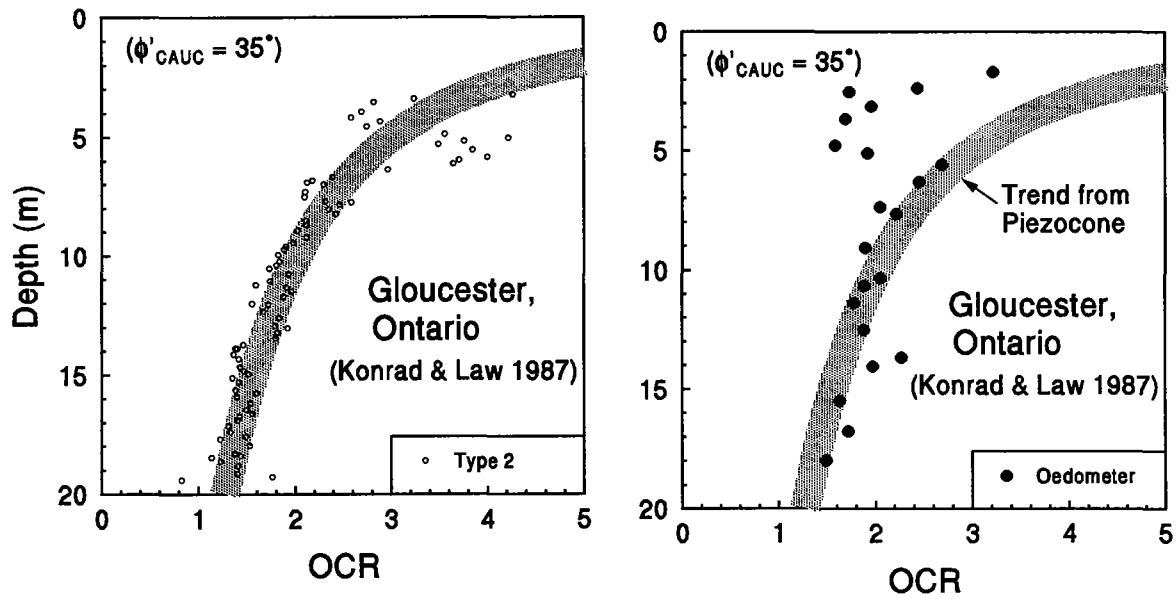 0
5
10
15
20
Depth (m)
(ϕ'CAUC = 35°)
Gloucester,
Ontario
(Konrad & Law 1987)
Type 2
0 1 2 3 4 5
OCR
0
5
10
15
20
(ϕ'CAUC = 35°)
Trend from
Piezocone
Gloucester,
Ontario
(Konrad & Law 1987)
Oedometer
0 1 2 3 4 5
OCR